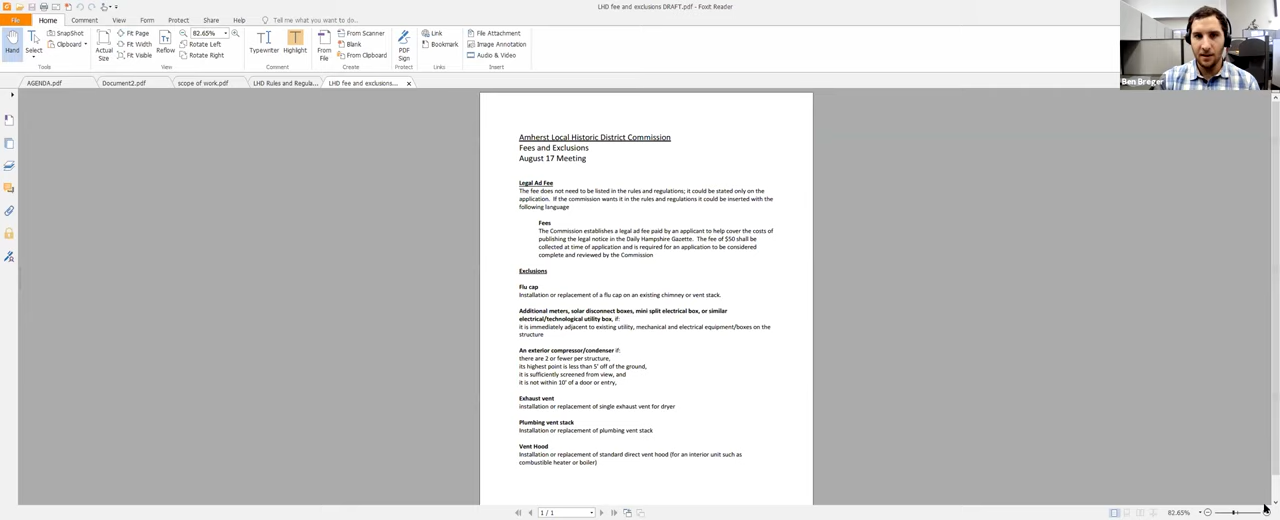 LHD fee and exclusions DRAFT.pdf - Foxit Reader
File Home Comment View Form Protect Share Help Tell me what you want to do...
Hand
Select
SnapShot
Clipboard
Tools
Actual Size
Fit Page
Fit Width
Fit Visible
Reflow
82.65%
Rotate Left
Rotate Right
View
Typewriter
Highlight
Comment
From File
From Scanner
Blank
From Clipboard
Create
PDF Sign
Protect
Link
Bookmark
Links
File Attachment
Image Annotation
Audio & Video
Insert
AGENDA.pdf Document2.pdf scope of work.pdf LHD Rules and Regula... LHD fee and exclusions...
Ben Breger
Amherst Local Historic District Commission
Fees and Exclusions
August 17 Meeting
Legal Ad Fee
The fee does not need to be listed in the rules and regulations; it could be stated only on the
application. If the commission wants it in the rules and regulations it could be inserted with the
following language
Fees
The Commission establishes a legal ad fee paid by an applicant to help cover the costs of
publishing the legal notice in the Daily Hampshire Gazette. The fee of $50 shall be
collected at time of application and is required for an application to be considered
complete and reviewed by the Commission
Exclusions
Flu cap
Installation or replacement of a flu cap on an existing chimney or vent stack.
Additional meters, solar disconnect boxes, mini split electrical box, or similar
electrical/technological utility box, if:
it is immediately adjacent to existing utility, mechanical and electrical equipment/boxes on the
structure
An exterior compressor/condenser if:
there are 2 or fewer per structure,
its highest point is less than 5' off of the ground,
it is sufficiently screened from view, and
it is not within 10' of a door or entry,
Exhaust vent
installation or replacement of single exhaust vent for dryer
Plumbing vent stack
Installation or replacement of plumbing vent stack
Vent Hood
Installation or replacement of standard direct vent hood (for an interior unit such as
combustible heater or boiler)
1 / 1
82.65%